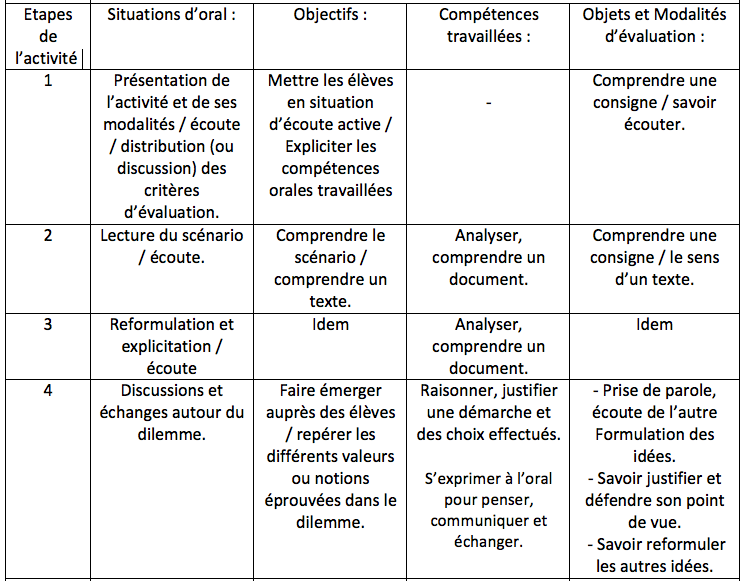 Etapes
de
l'activité
Situations d'oral :
Objectifs :
Compétences
travaillées :
Objets et Modalités
d'évaluation :
1
Présentation de
l'activité et de ses
modalités / écoute
/ distribution (ou
discussion) des
critères
d'évaluation.
Mettre les élèves
en situation
d'écoute active /
Expliciter les
compétences
orales travaillées
-
Comprendre une
consigne / savoir
écouter.
2
Lecture du scénario
/ écoute.
Comprendre le
scénario /
comprendre un
texte.
Analyser,
comprendre un
document.
Comprendre une
consigne / le sens
d'un texte.
3
Reformulation et
explicitation /
écoute
Idem
Analyser,
comprendre un
document.
Idem
4
Discussions et
échanges autour du
dilemme.
Faire émerger
auprès des élèves
/ repérer les
différents valeurs
ou notions
éprouvées dans le
dilemme.
Raisonner, justifier
une démarche et
des choix effectués.
S'exprimer à l'oral
pour penser,
communiquer et
échanger.
- Prise de parole,
écoute de l'autre
Formulation des
idées.
- Savoir justifier et
défendre son point
de vue.
- Savoir reformuler
les autres idées.